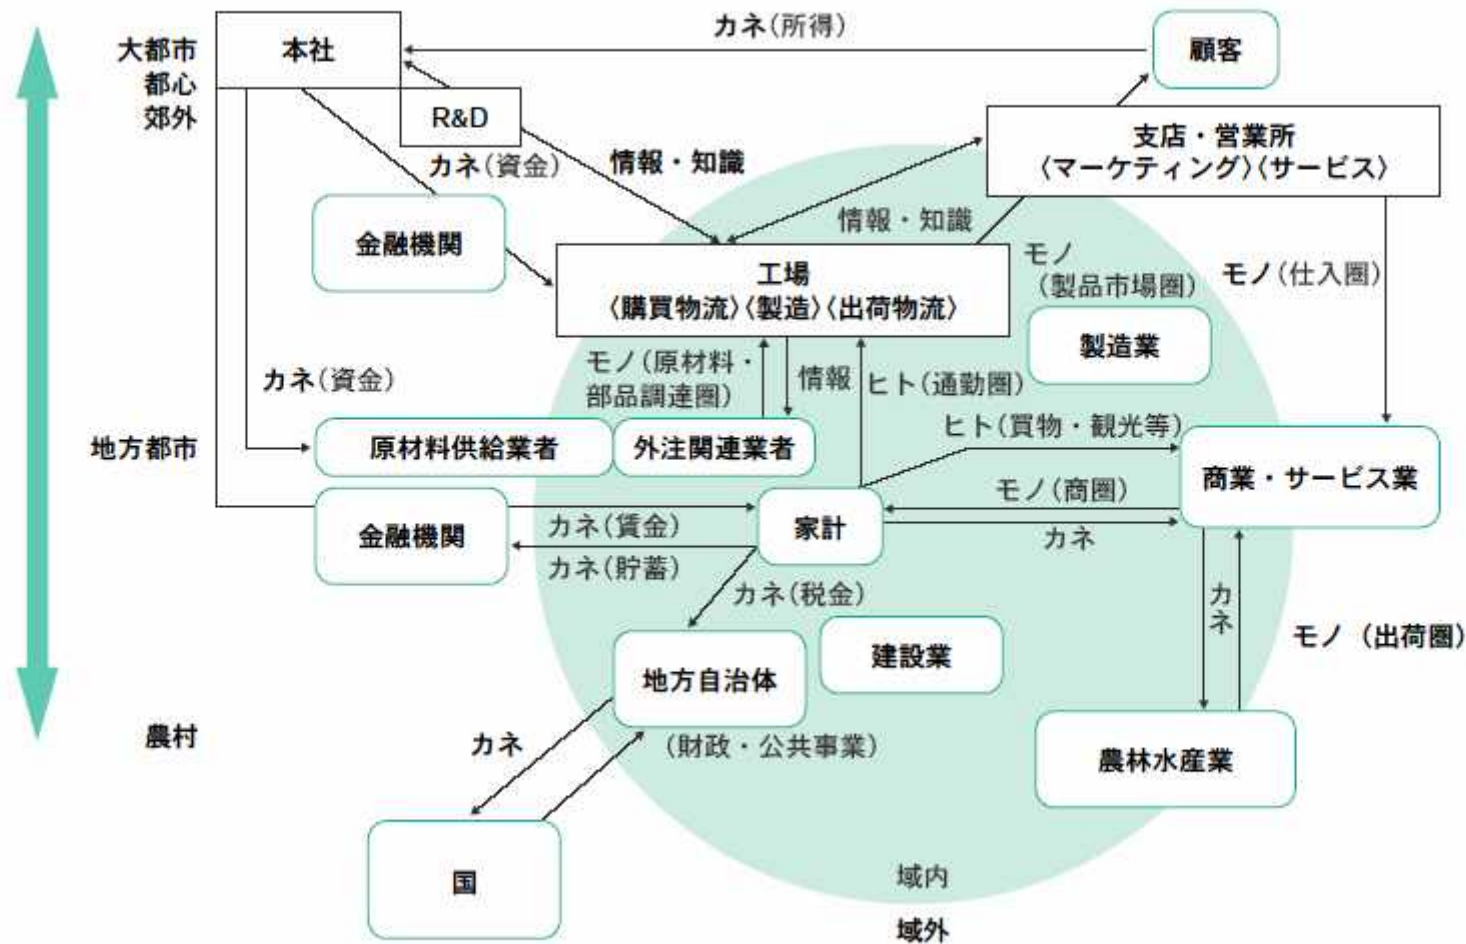 カネ(所得)
大都市
都心
郊外
本社
顧客
R&D
支店・営業所
〈マーケティング〉〈サービス〉
カネ(資金)
情報・知識
情報・知識
金融機関
工場
〈購買物流〉〈製造〉〈出荷物流〉
モノ
(製品市場圏)
モノ(仕入圏)
製造業
カネ(資金)
モノ(原材料・
部品調達圏)
情報
ヒト(通勤圏)
ヒト(買物・観光等)
地方都市
原材料供給業者
外注関連業者
商業・サービス業
モノ(商圏)
金融機関
カネ(賃金)
家計
カネ
カネ(貯蓄)
カネ(税金)
カネ
モノ(出荷圏)
建設業
地方自治体
農村
カネ
(財政・公共事業)
農林水産業
国
域内
域外